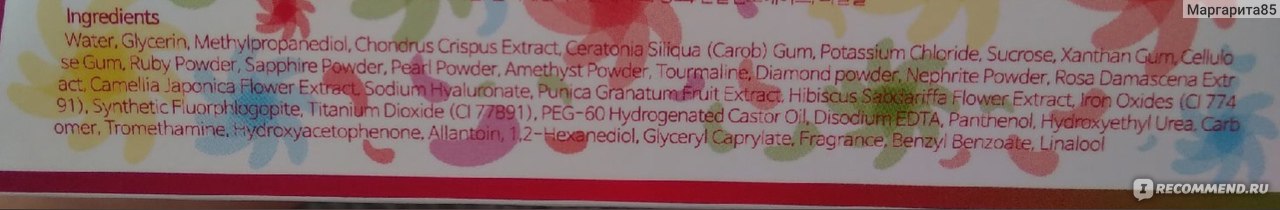 Маргарита85
Ingredients
Water, Glycerin, Methylpropanediol, Chondrus Crispus Extract, Ceratonia Siliqua (Carob) Gum, Potassium Chloride, Sucrose, Xanthan Gum, Cellulo
se Gum, Ruby Powder, Sapphire Powder, Pearl Powder, Amethyst Powder, Tourmaline, Diamond powder, Nephrite Powder, Rosa Damascena Extr
act, Camellia Japonica Flower Extract, Sodium Hyaluronate, Punica Granatum Fruit Extract, Hibiscus Sabdariffa Flower Extract, Iron Oxides (CI 774
91), Synthetic Fluorphlogopite, Titanium Dioxide (CI 77891), PEG-60 Hydrogenated Castor Oil, Disodium EDTA, Panthenol, Hydroxyethyl Urea, Carb
omer, Tromethamine, Hydroxyacetophenone, Allantoin, 1,2-Hexanediol, Glyceryl Caprylate, Fragrance, Benzyl Benzoate, Linalool
I RECOMMEND.RU